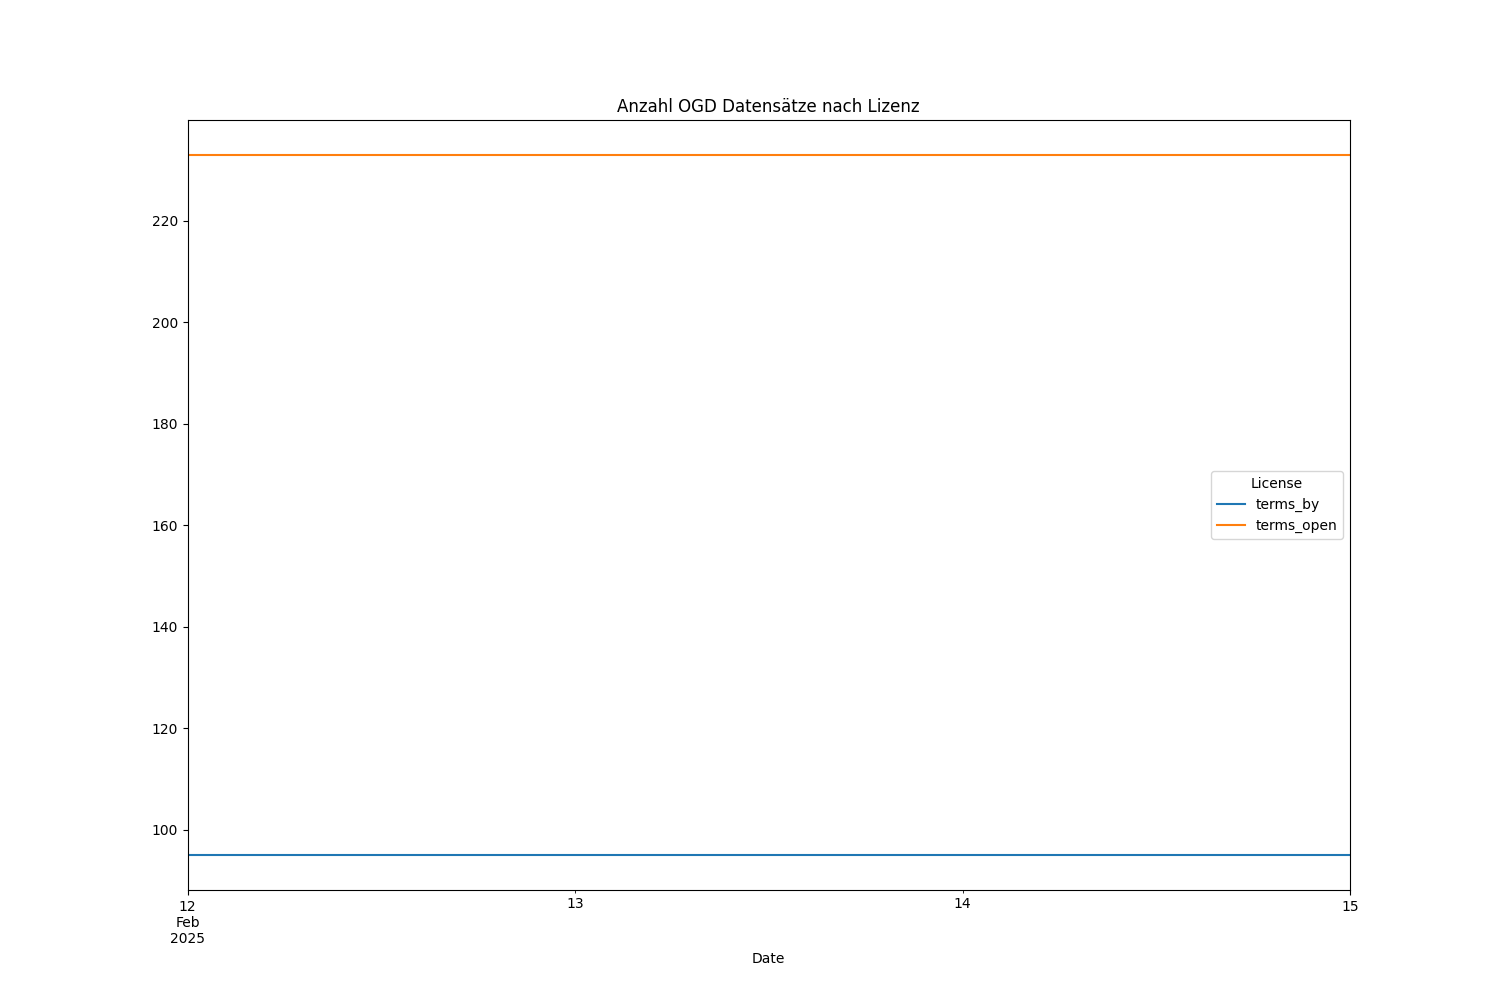 Anzahl OGD Datensätze nach Lizenz
220
200
180
160
140
120
100
License
terms_by
terms_open
12
Feb
2025
13
14
15
Date